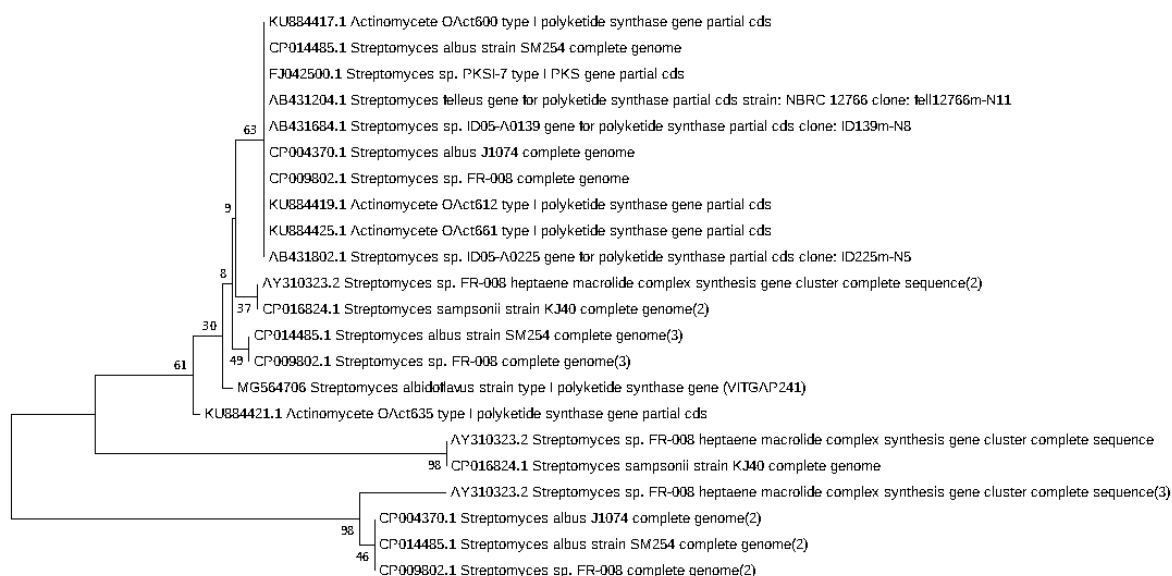 KU884417.1 Actinomycete OAct600 type I polyketide synthase gene partial cds
CP014485.1 Streptomyces albus strain SM254 complete genome
FJ042500.1 Streptomyces sp. PKSI-7 type I PKS gene partial cds
AB431204.1 Streptomyces felleus gene for polyketide synthase partial cds strain: NBRC 12766 clone: fell12766m-N11
63
AB431684.1 Streptomyces sp. ID05-A0139 gene for polyketide synthase partial cds clone: ID139m-N8
CP004370.1 Streptomyces albus J1074 complete genome
CP009802.1 Streptomyces sp. FR-008 complete genome
9
KU884419.1 Actinomycete OAct612 type I polyketide synthase gene partial cds
KU884425.1 Actinomycete OAct661 type I polyketide synthase gene partial cds
AB431802.1 Streptomyces sp. ID05-A0225 gene for polyketide synthase partial cds clone: ID225m-N5
8
AY310323.2 Streptomyces sp. FR-008 heptaene macrolide complex synthesis gene cluster complete sequence(2)
37
CP016824.1 Streptomyces sampsonii strain KJ40 complete genome(2)
30
CP014485.1 Streptomyces albus strain SM254 complete genome(3)
49
CP009802.1 Streptomyces sp. FR-008 complete genome(3)
61
MG564706 Streptomyces albidoflavus strain type I polyketide synthase gene (VITGAP241)
KU884421.1 Actinomycete OAct635 type I polyketide synthase gene partial cds
AY310323.2 Streptomyces sp. FR-008 heptaene macrolide complex synthesis gene cluster complete sequence
98
CP016824.1 Streptomyces sampsonii strain KJ40 complete genome
AY310323.2 Streptomyces sp. FR-008 heptaene macrolide complex synthesis gene cluster complete sequence(3)
98
CP004370.1 Streptomyces albus J1074 complete genome(2)
CP014485.1 Streptomyces albus strain SM254 complete genome(2)
46
CP009802.1 Streptomyces sp. FR-008 complete genome(2)